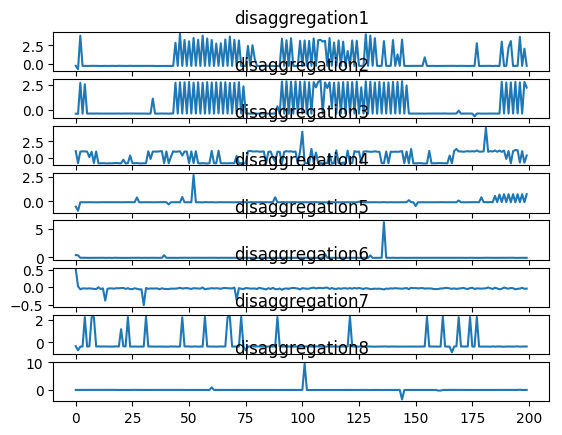 disaggregation1
2.5
0.0
disaggregation2
2.5
0.0
disaggregation3
2.5
0.0
disaggregation4
2.5
0.0
disaggregation5
5
0
disaggregation6
0.5
0.0
−0.5
disaggregation7
2
0
disaggregation8
10
0
0 25 50 75 100 125 150 175 200